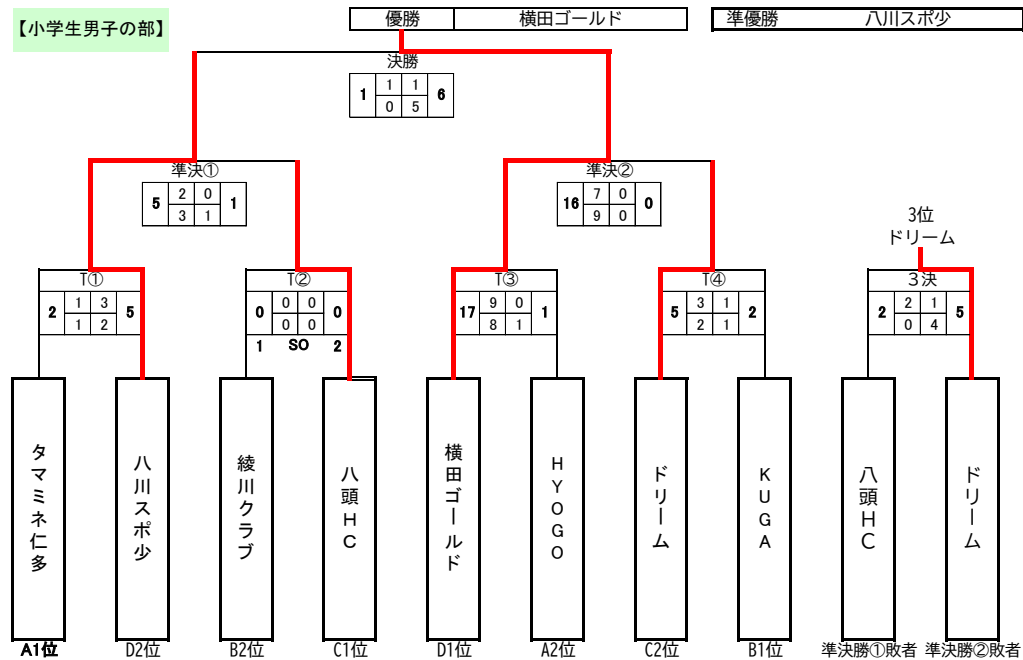 【小学生男子の部】
優勝 横田ゴールド 準優勝 八川スポ少
決勝
1 1 1 6
0 5
準決① 準決②
5 2 0 1 16 7 0 0
3 1 9 0
3位
ドリーム
T① T② T③ T④ 3決
2 1 3 5 0 0 0 0 17 9 0 1 5 3 1 2 2 2 1 5
1 2 0 0 8 1 2 1 0 4
1 SO 2
タマミネ仁多
八川スポ少
綾川クラブ
八頭HC
横田ゴールド
HYOGO
ドリーム
KUGA
八頭HC
ドリーム
A1位 D2位 B2位 C1位 D1位 A2位 C2位 B1位 準決勝①敗者 準決勝②敗者